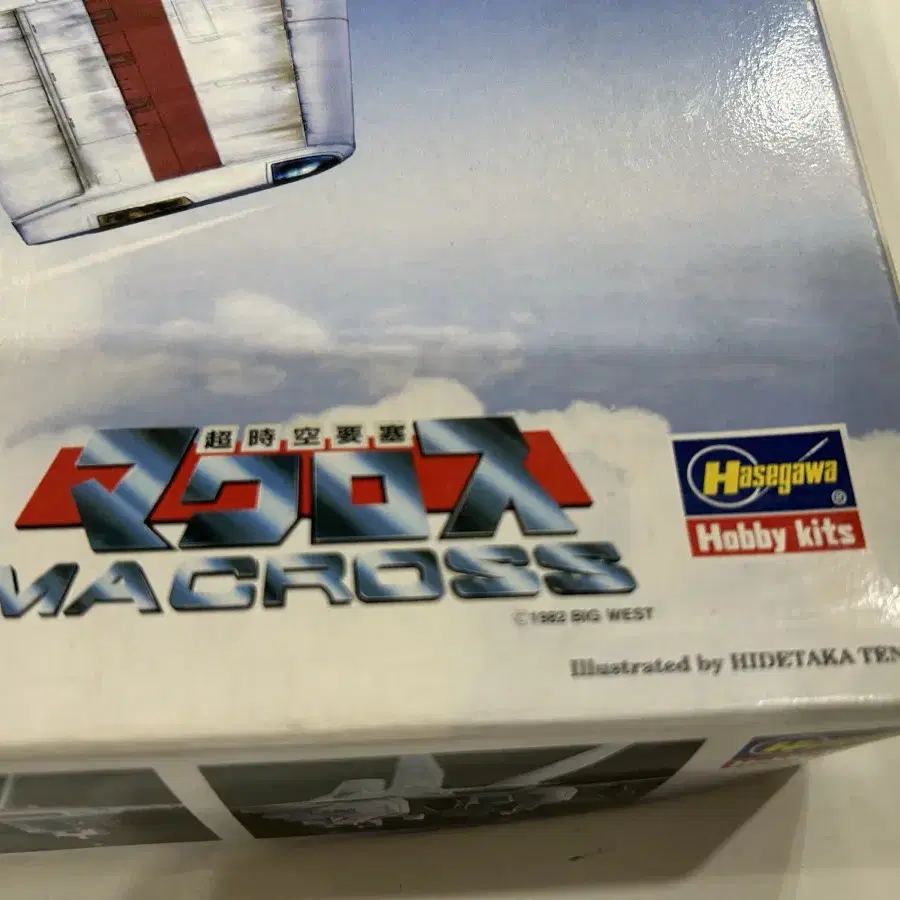 超時空要塞
マクロス
MACROSS
©1982 BIG WEST
Hasegawa®
Hobby kits
Illustrated by HIDETAKA TEN
Hasegawa